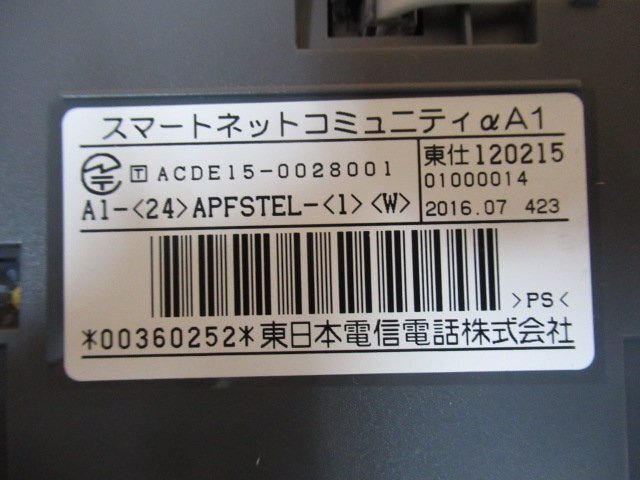 スマートネットコミュニティαA1
T ACDE15-0028001
東仕120215
01000014
A1-<24>APFSTEL-<1><W>
2016.07 423
>PS<
*00360252*東日本電信電話株式会社